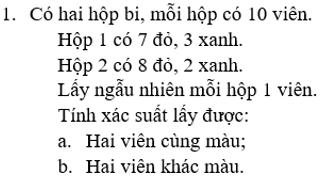 1. Có hai hộp bi, mỗi hộp có 10 viên.
Hộp 1 có 7 đỏ, 3 xanh.
Hộp 2 có 8 đỏ, 2 xanh.
Lấy ngẫu nhiên mỗi hộp 1 viên.
Tính xác suất lấy được:
a. Hai viên cùng màu;
b. Hai viên khác màu.